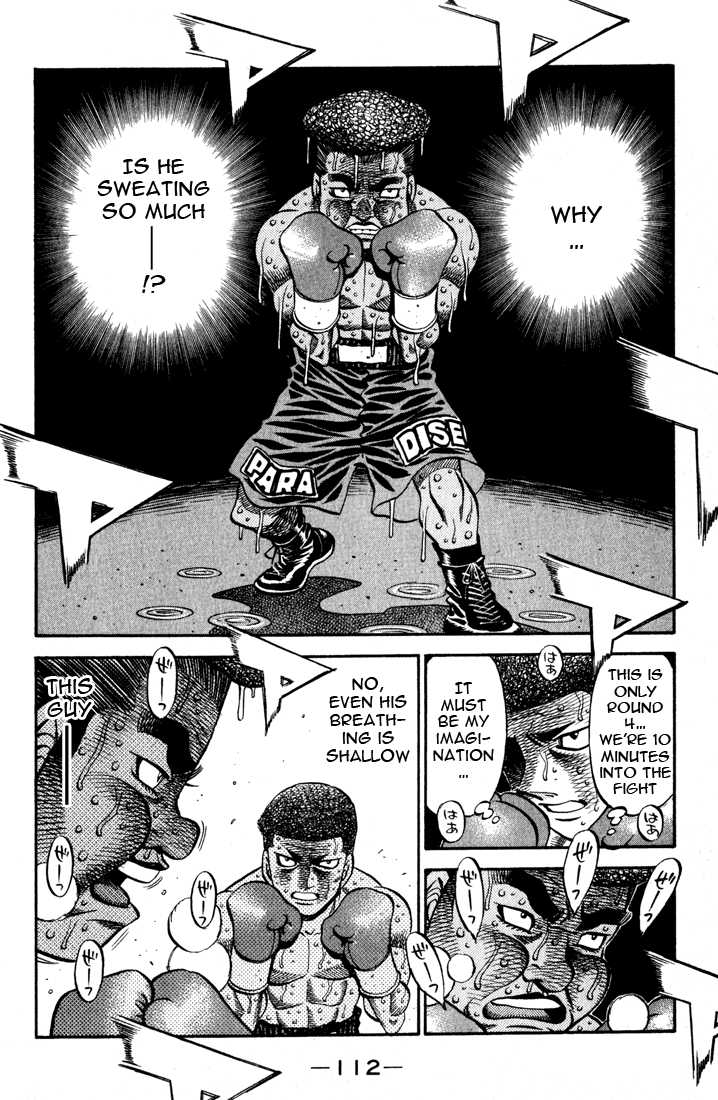 WHY
...
IS HE
SWEATING
SO MUCH
—
!?
PARA
DISE
THIS IS
ONLY
ROUND
4...
WE'RE 10
MINUTES
INTO THE
FIGHT
はぁ
IT
MUST
BE MY
IMAGI-
NATION
...
はぁ
はぁ
ぜーっ
ぜーっ
ぜーっ
ぜーっ
NO,
EVEN HIS
BREATH-
ING IS
SHALLOW
THIS
GUY
—
ぜーっ
ぜーっ
ぜーっ
ぜーっ
—112—